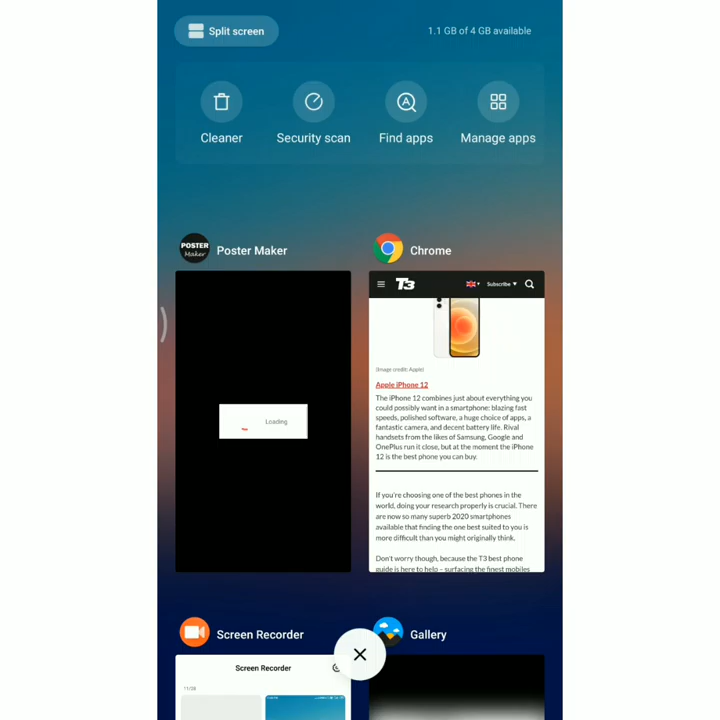 Split screen
1.1 GB of 4 GB available
Cleaner
Security scan
Find apps
Manage apps
POSTER
Maker
Poster Maker
Chrome
Loading
T3
Subscribe
[Image credit: Apple]
Apple iPhone 12
The iPhone 12 combines just about everything you
could possibly want in a smartphone: blazing fast
speeds, polished software, a huge choice of apps, a
fantastic camera, and decent battery life. Rival
handsets from the likes of Samsung, Google and
OnePlus run it close, but at the moment the iPhone
12 is the best phone you can buy.
If you're choosing one of the best phones in the
world, doing your research properly is crucial. There
are now so many superb 2020 smartphones
available that finding the one best suited to you is
more difficult than you might originally think.
Don't worry though, because the T3 best phone
guide is here to help – surfacing the finest mobiles
Screen Recorder
Gallery
Screen Recorder
11/28